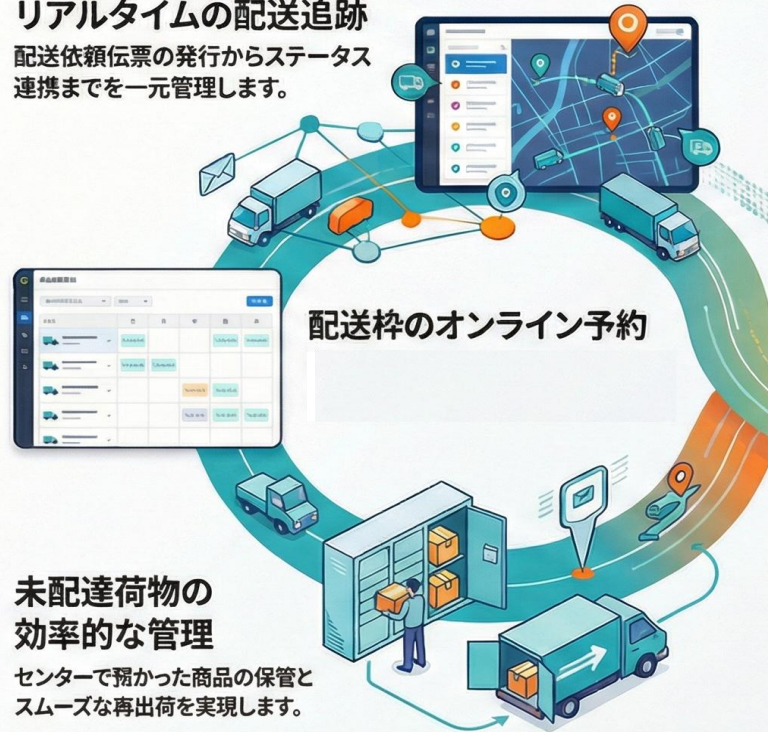 リアルタイムの配送追跡
配送依頼伝票の発行からステータス
連携までを一元管理します。
配送枠のオンライン予約
未配達荷物の
効率的な管理
センターで預かった商品の保管と
スムーズな再出荷を実現します。